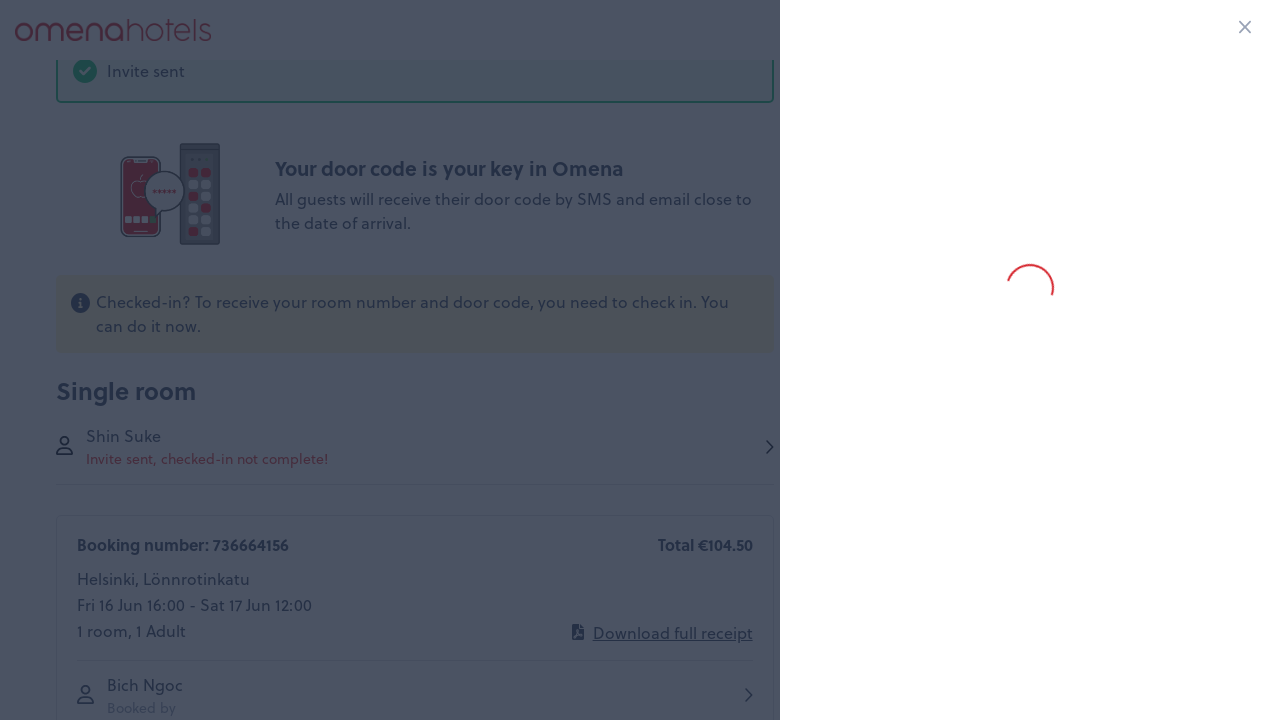 omenahotels
Invite sent
Your door code is your key in Omena
All guests will receive their door code by SMS and email close to
the date of arrival.
Checked-in? To receive your room number and door code, you need to check in. You
can do it now.
Single room
Shin Suke
Invite sent, checked-in not complete!
Booking number: 736664156
Total €104.50
Helsinki, Lönnrotinkatu
Fri 16 Jun 16:00 - Sat 17 Jun 12:00
1 room, 1 Adult
Download full receipt
Bich Ngoc
Booked by